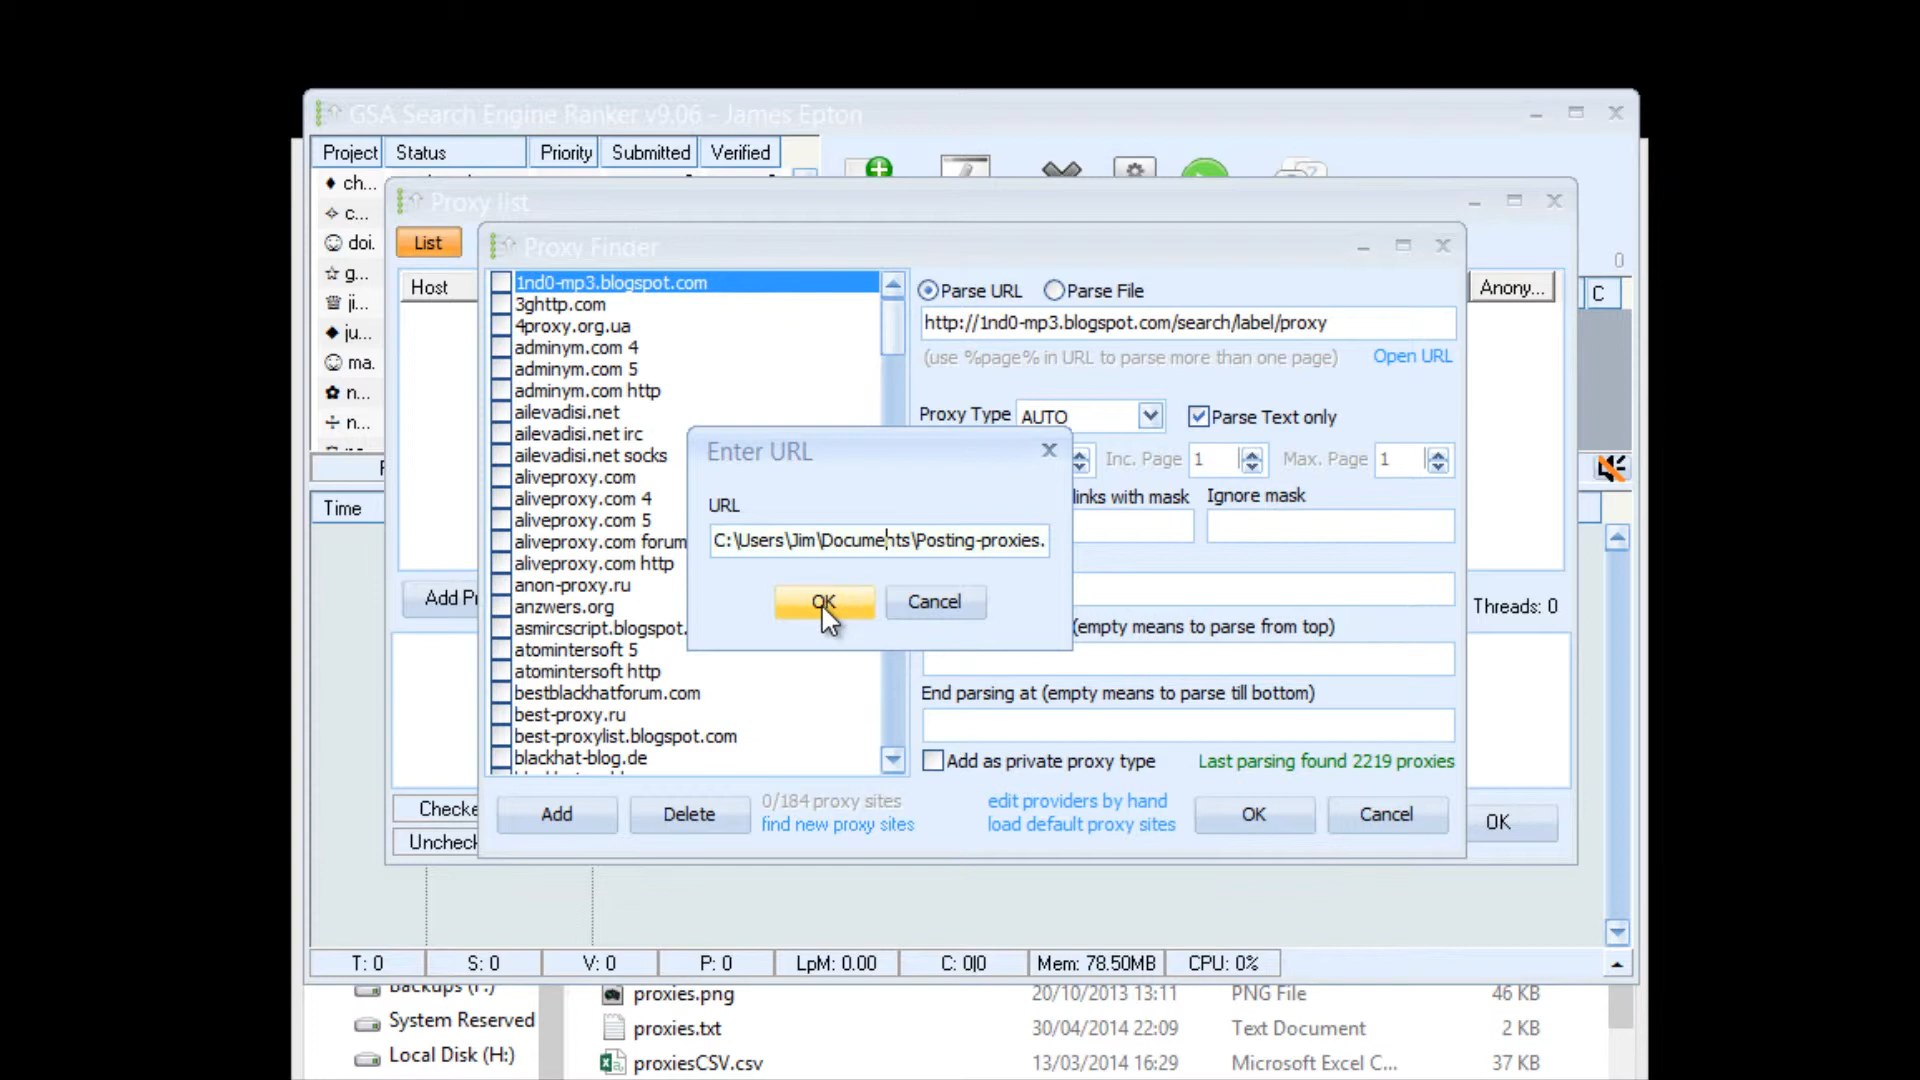 GSA Search Engine Ranker v9.06 - James Epton
Project Status Priority Submitted Verified
ch...
c...
doi.
g...
ji...
ju...
ma.
n...
n...
Time
0
C
Proxy list
List
Host
Anony...
Threads: 0
OK
Proxy Finder
1nd0-mp3.blogspot.com
3ghttp.com
4proxy.org.ua
adminym.com 4
adminym.com 5
adminym.com http
ailevadisi.net
ailevadisi.net irc
ailevadisi.net socks
aliveproxy.com
aliveproxy.com 4
aliveproxy.com 5
aliveproxy.com forum
aliveproxy.com http
anon-proxy.ru
anzwers.org
asmircscript.blogspot.
atomintersoft 5
atomintersoft http
bestblackhatforum.com
best-proxy.ru
best-proxylist.blogspot.com
blackhat-blog.de
Parse URL Parse File
http://1nd0-mp3.blogspot.com/search/label/proxy
(use %page% in URL to parse more than one page) Open URL
Proxy Type AUTO Parse Text only
Inc. Page 1 Max. Page 1
links with mask Ignore mask
(empty means to parse from top)
End parsing at (empty means to parse till bottom)
Add as private proxy type Last parsing found 2219 proxies
Add Delete 0/184 proxy sites
find new proxy sites
edit providers by hand
load default proxy sites
OK Cancel
Enter URL
URL
C:\Users\Jim\Documents\Posting-proxies.
OK Cancel
T: 0 S: 0 V: 0 P: 0 LpM: 0.00 C: 0|0 Mem: 78.50MB CPU: 0%
proxies.png 20/10/2013 13:11 PNG File 46 KB
System Reserved proxies.txt 30/04/2014 22:09 Text Document 2 KB
Local Disk (H:) proxiesCSV.csv 13/03/2014 16:29 Microsoft Excel C... 37 KB